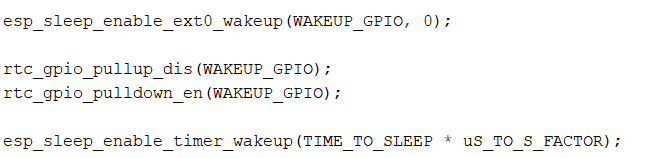 esp_sleep_enable_ext0_wakeup(WAKEUP_GPIO, 0);
rtc_gpio_pullup_dis(WAKEUP_GPIO);
rtc_gpio_pulldown_en(WAKEUP_GPIO);
esp_sleep_enable_timer_wakeup(TIME_TO_SLEEP * uS_TO_S_FACTOR);